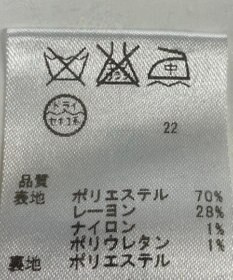 中
ドライ
セキユ系
22
品質
表地 ポリエステル 70%
レーヨン 28%
ナイロン 1%
ポリウレタン 1%
裏地 ポリエステル